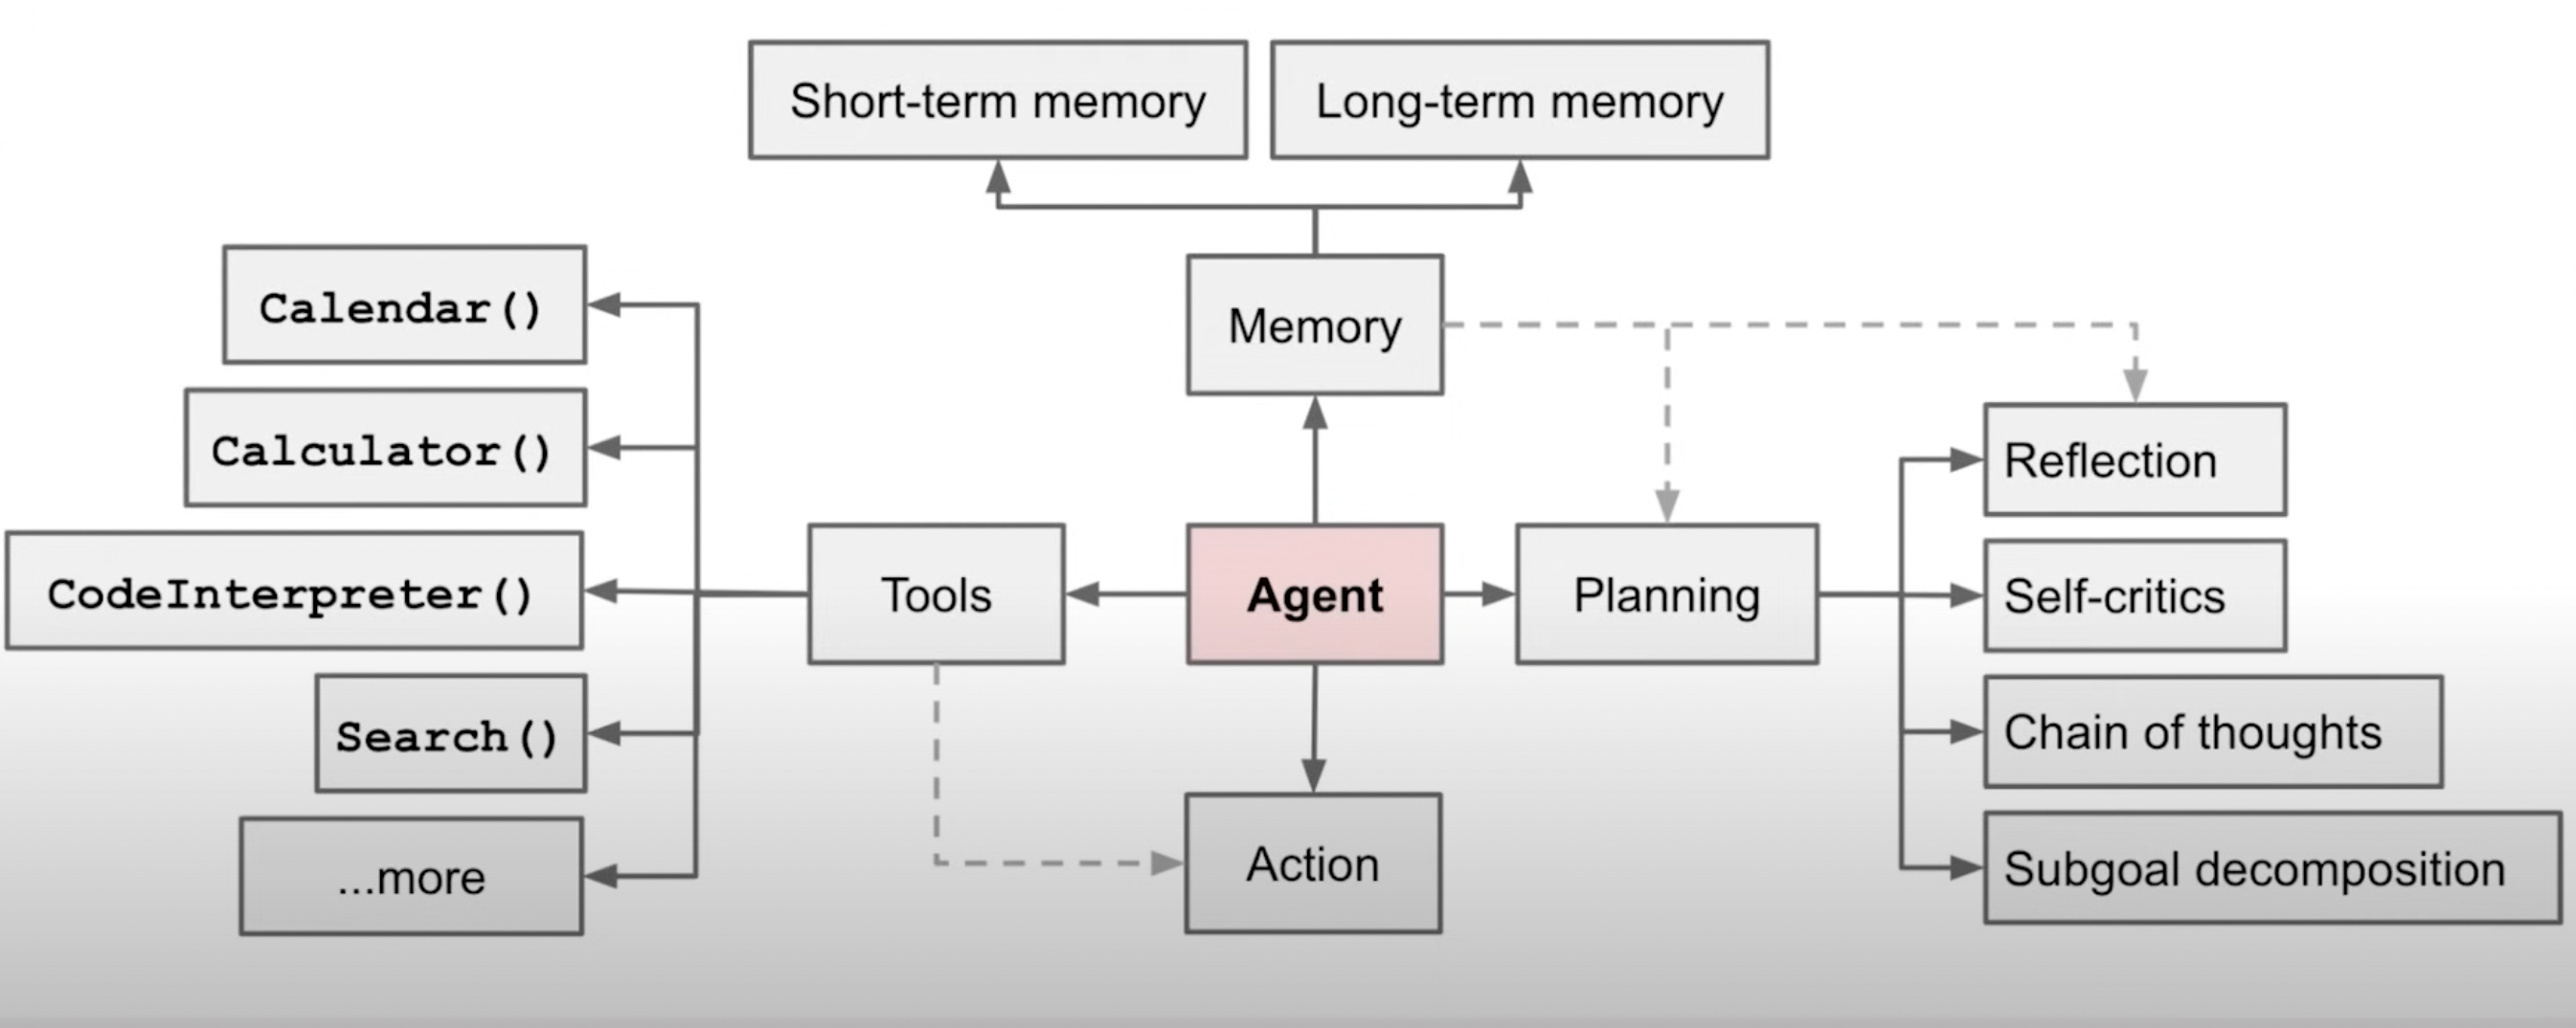 Short-term memory
Long-term memory
Calendar()
Memory
Calculator()
Reflection
CodeInterpreter()
Tools
Agent
Planning
Self-critics
Search()
Chain of thoughts
...more
Action
Subgoal decomposition